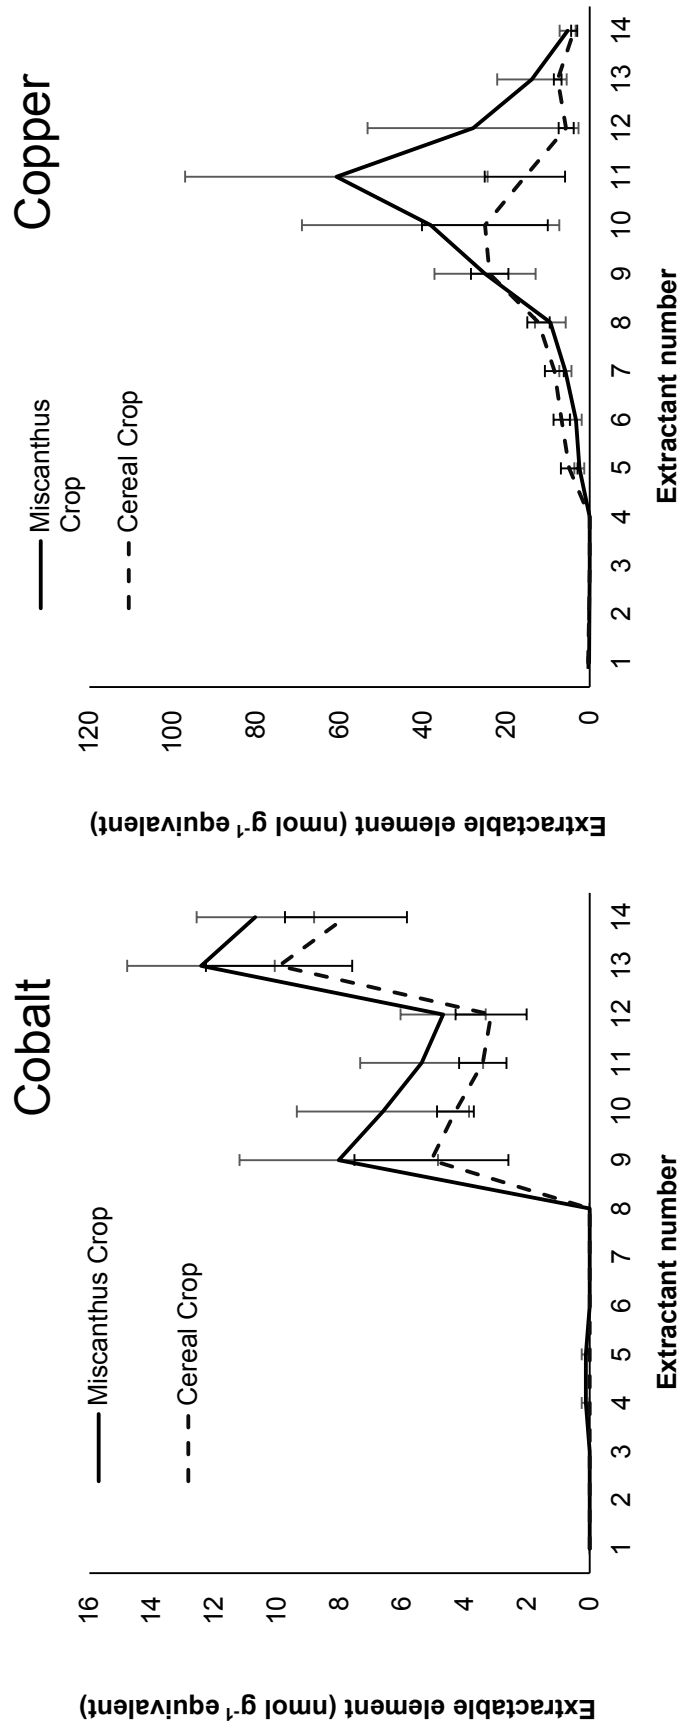 Cobalt
Miscanthus Crop
Cereal Crop
Extractable element (nmol g-1 equivalent)
16
14
12
10
8
6
4
2
0
1 2 3 4 5 6 7 8 9 10 11 12 13 14
Extractant number
Copper
Miscanthus
Crop
Cereal Crop
Extractable element (nmol g-1 equivalent)
120
100
80
60
40
20
0
1 2 3 4 5 6 7 8 9 10 11 12 13 14
Extractant number